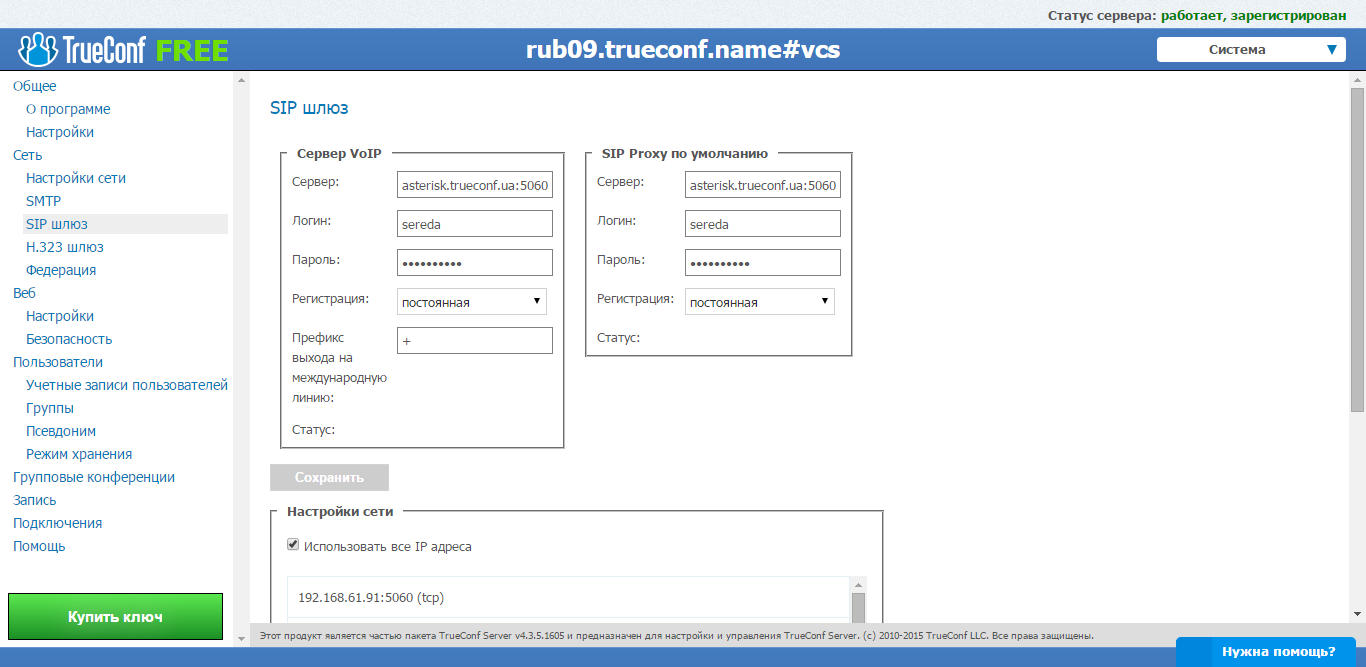 Статус сервера: работает, зарегистрирован
TrueConf FREE
rub09.trueconf.name#vcs
Система
Общее
О программе
Настройки
Сеть
Настройки сети
SMTP
SIP шлюз
H.323 шлюз
Федерация
Веб
Настройки
Безопасность
Пользователи
Учетные записи пользователей
Группы
Псевдоним
Режим хранения
Групповые конференции
Запись
Подключения
Помощь
Купить ключ
SIP шлюз
Сервер VoIP
Сервер: asterisk.trueconf.ua:5060
Логин: sereda
Пароль: ••••••••••
Регистрация: постоянная
Префикс +
выхода на
международную
линию:
Статус:
SIP Proxy по умолчанию
Сервер: asterisk.trueconf.ua:5060
Логин: sereda
Пароль: ••••••••••
Регистрация: постоянная
Статус:
Сохранить
Настройки сети
Использовать все IP адреса
192.168.61.91:5060 (tcp)
Этот продукт является частью пакета TrueConf Server v4.3.5.1605 и предназначен для настройки и управления TrueConf Server. (c) 2010-2015 TrueConf LLC. Все права защищены.
Нужна помощь?